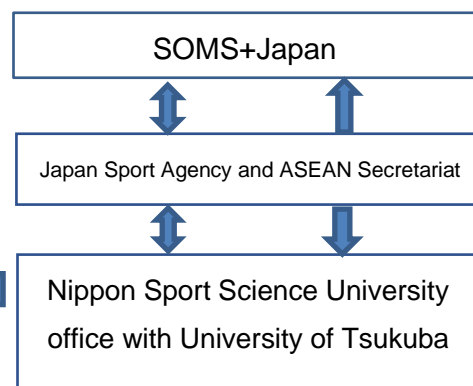 SOMS+Japan
Japan Sport Agency and ASEAN Secretariat
Nippon Sport Science University
office with University of Tsukuba